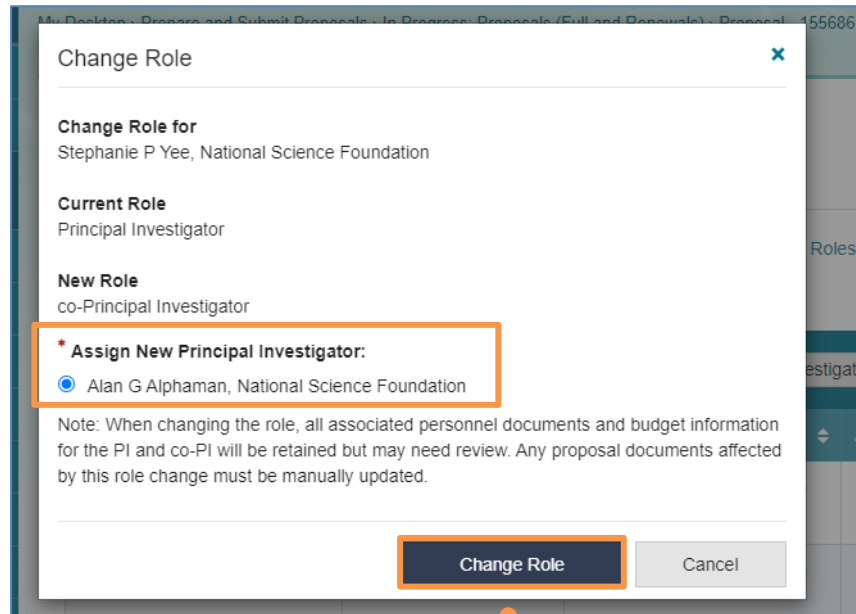 My Desktop › Prepare and Submit Proposals › In Progress: Proposals (Full and Renewals) › Proposal - 155686
Change Role
Change Role for
Stephanie P Yee, National Science Foundation
Current Role
Principal Investigator
New Role
co-Principal Investigator
Roles
* Assign New Principal Investigator:
Alan G Alphaman, National Science Foundation
estigat
Note: When changing the role, all associated personnel documents and budget information
for the PI and co-PI will be retained but may need review. Any proposal documents affected
by this role change must be manually updated.
Change Role
Cancel